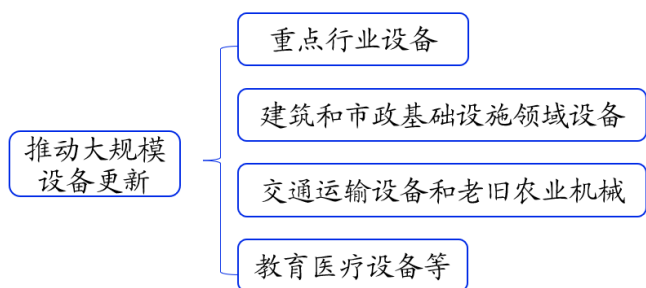 推动大规模
设备更新
重点行业设备
建筑和市政基础设施领域设备
交通运输设备和老旧农业机械
教育医疗设备等